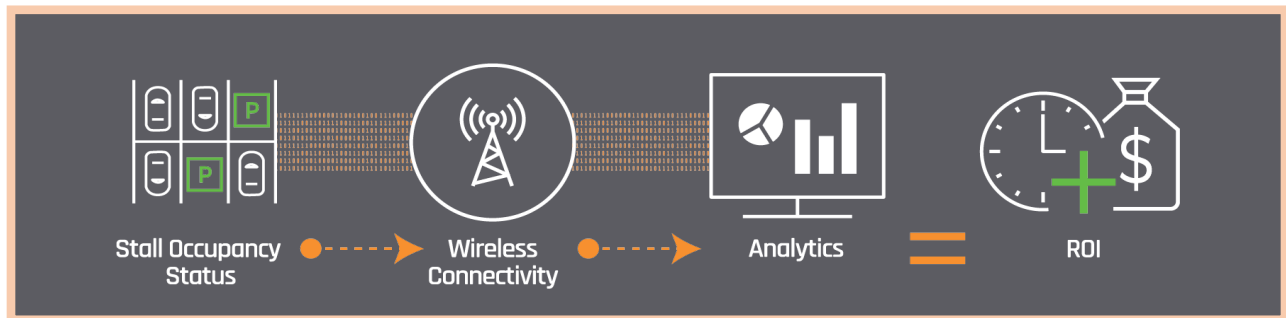 P
P
$
Stall Occupancy
Status
Wireless
Connectivity
Analytics
=
ROI